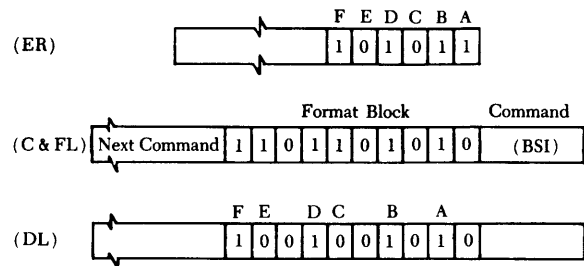 F E D C B A
(ER) 1 0 1 0 1 1
Format Block Command
(C & FL) Next Command 1 1 0 1 1 0 1 0 1 0 (BSI)
F E D C B A
(DL) 1 0 0 1 0 0 1 0 1 0